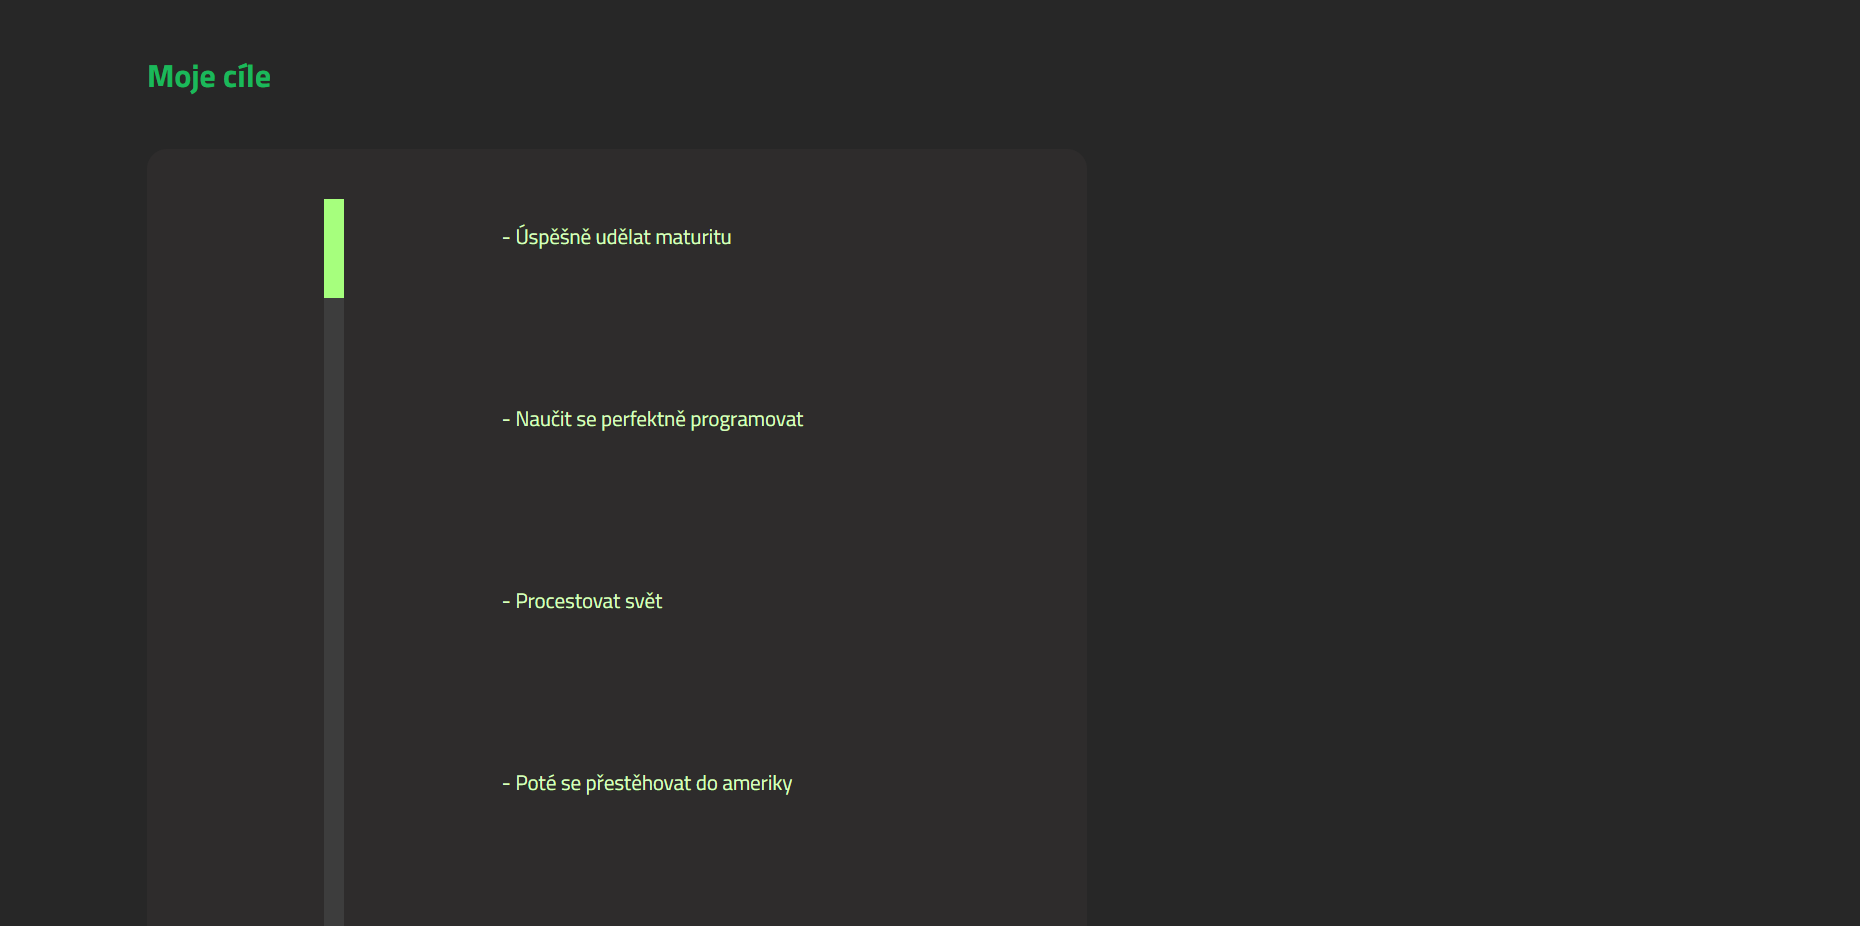 Moje cíle
- Úspěšně udělat maturitu
- Naučit se perfektně programovat
- Procestovat svět
- Poté se přestěhovat do ameriky